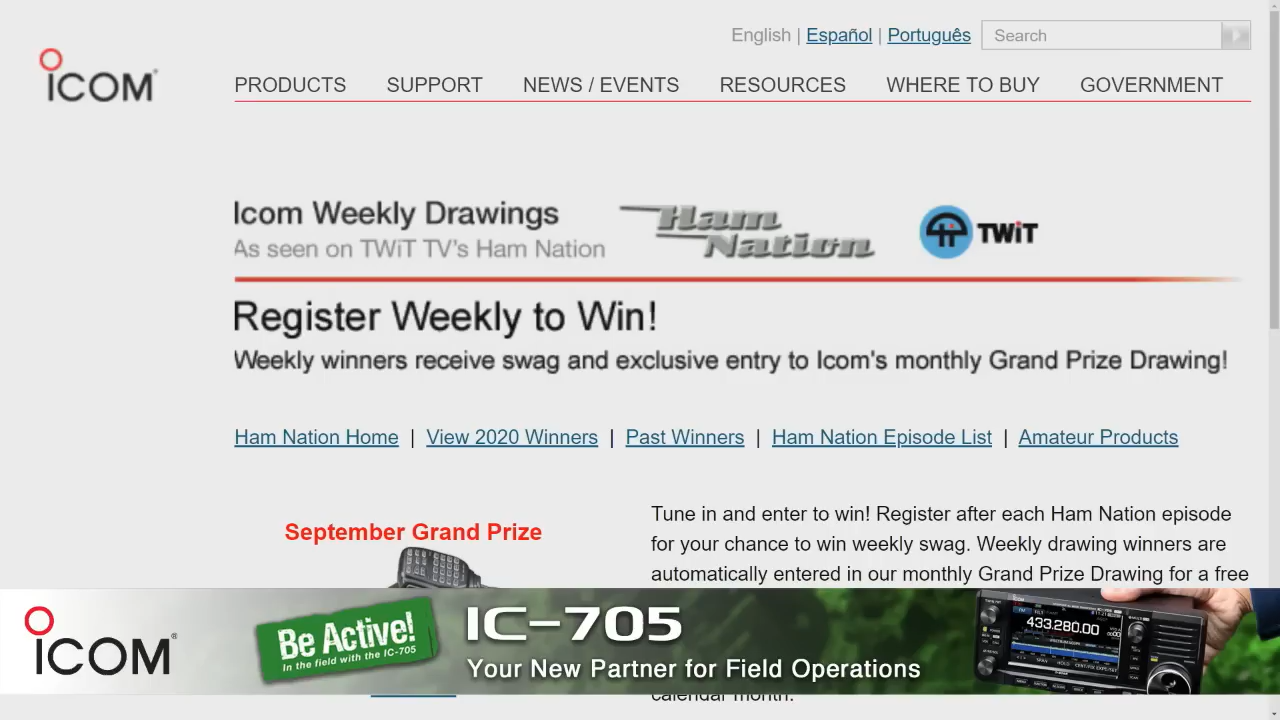 English | Español | Português
Search
ICOM
PRODUCTS SUPPORT NEWS / EVENTS RESOURCES WHERE TO BUY GOVERNMENT
Icom Weekly Drawings
As seen on TWiT TV's Ham Nation
Ham Nation
TWiT
Register Weekly to Win!
Weekly winners receive swag and exclusive entry to Icom's monthly Grand Prize Drawing!
Ham Nation Home | View 2020 Winners | Past Winners | Ham Nation Episode List | Amateur Products
September Grand Prize
Tune in and enter to win! Register after each Ham Nation episode
for your chance to win weekly swag. Weekly drawing winners are
automatically entered in our monthly Grand Prize Drawing for a free
ICOM®
Be Active!
In the field with the IC-705
IC-705
Your New Partner for Field Operations
433.280.00
calendar month.